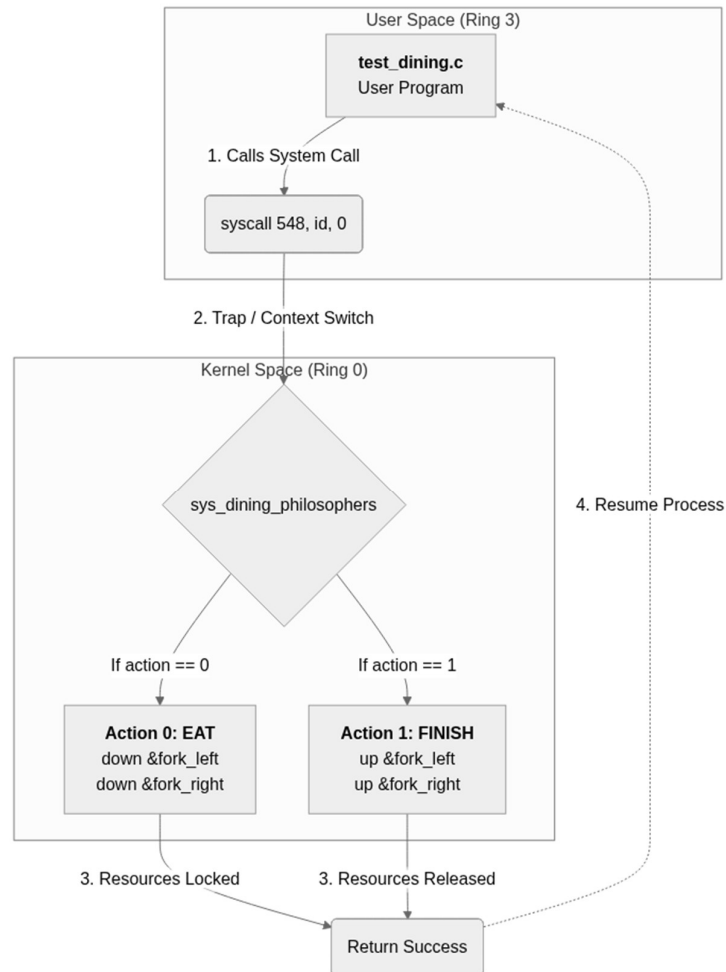 User Space (Ring 3)
test_dining.c
User Program
1. Calls System Call
syscall 548, id, 0
2. Trap / Context Switch
Kernel Space (Ring 0)
sys_dining_philosophers
4. Resume Process
If action == 0
If action == 1
Action 0: EAT
down &fork_left
down &fork_right
Action 1: FINISH
up &fork_left
up &fork_right
3. Resources Locked
3. Resources Released
Return Success